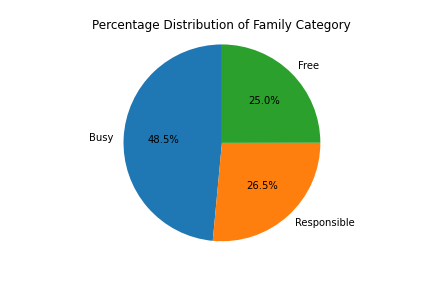 Percentage Distribution of Family Category
Free
25.0%
Busy
48.5%
26.5%
Responsible